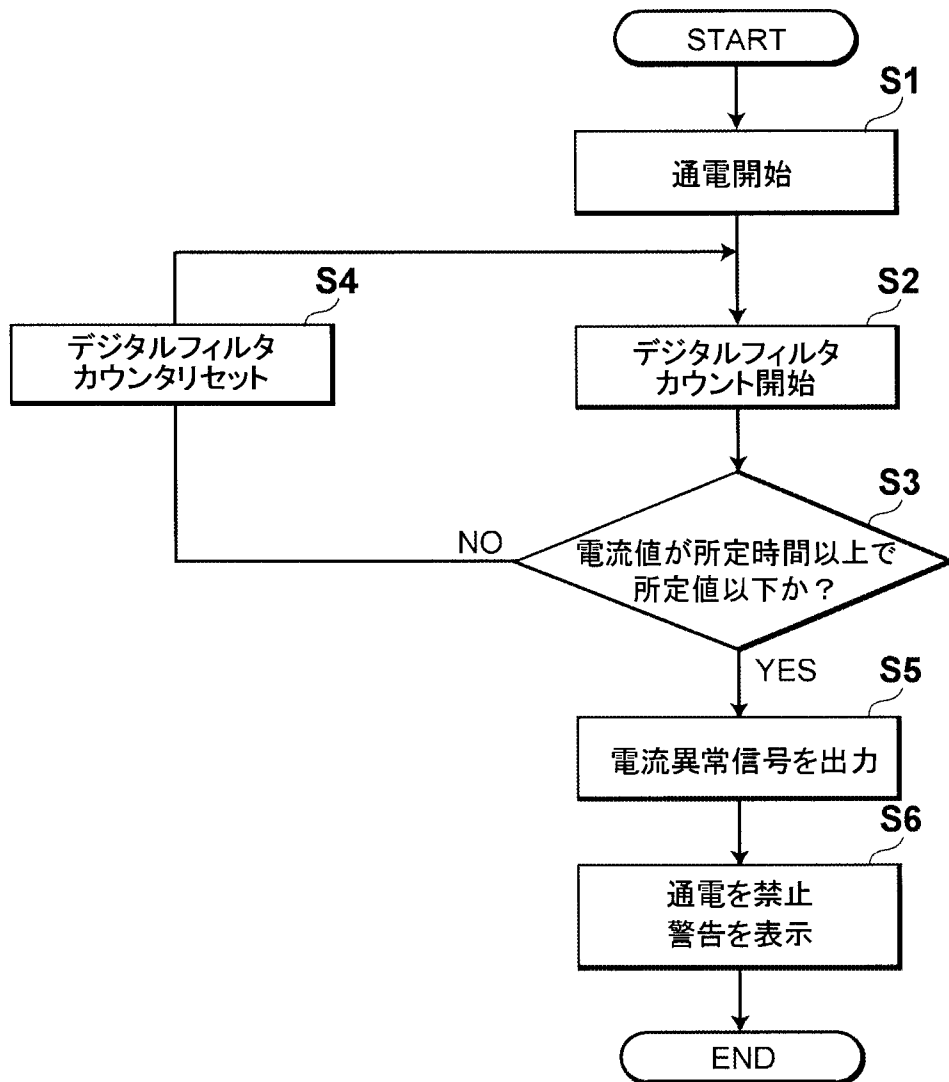 START
S1
通電開始
S4
デジタルフィルタ
カウンタリセット
S2
デジタルフィルタ
カウント開始
S3
NO
電流値が所定時間以上で
所定値以下か？
YES
S5
電流異常信号を出力
S6
通電を禁止
警告を表示
END